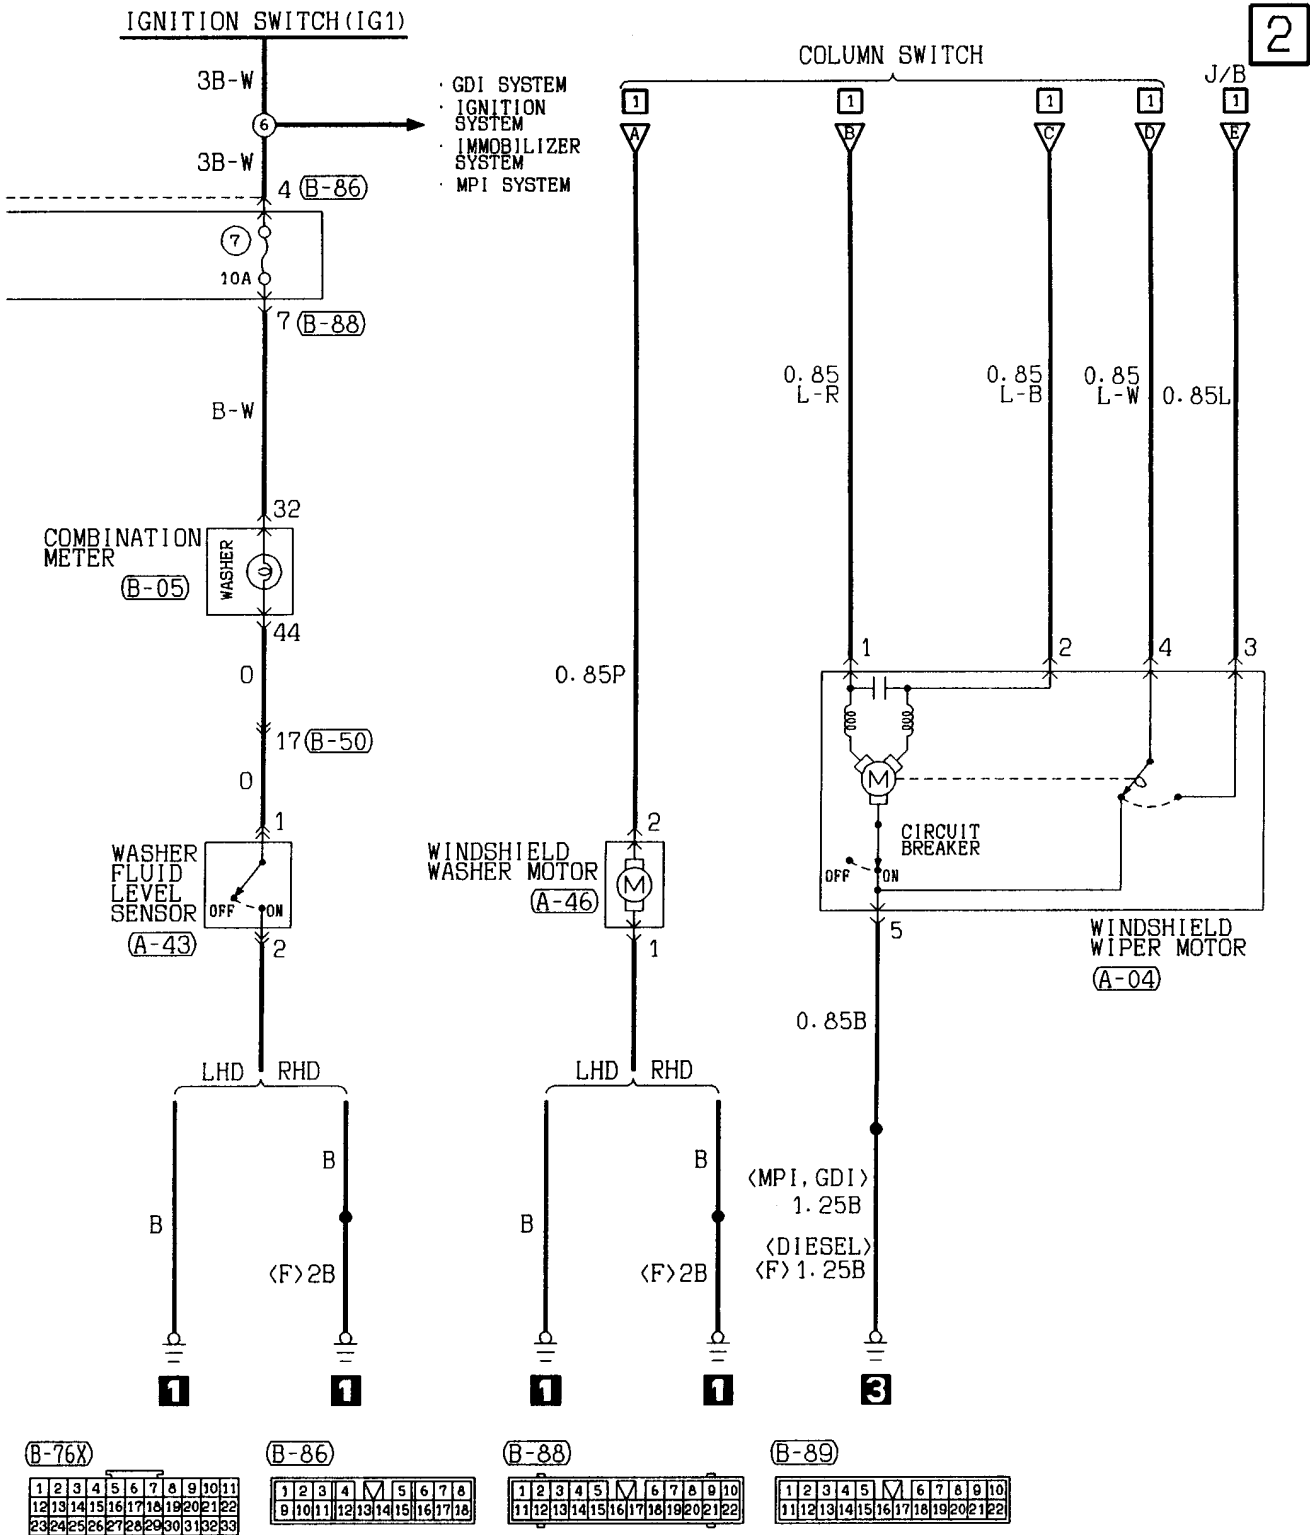 IGNITION SWITCH(IG1)
2
3B-W
· GDI SYSTEM
· IGNITION
SYSTEM
· IMMOBILIZER
SYSTEM
· MPI SYSTEM
6
3B-W
4 (B-86)
7
10A
7 (B-88)
B-W
32
COMBINATION
METER
(B-05)
WASHER
44
0
17 (B-50)
0
1
WASHER
FLUID
LEVEL
SENSOR
(A-43)
OFF ON
2
LHD RHD
B
B
<F>2B
1
1
COLUMN SWITCH
J/B
1 1 1 1 1
A B C D E
0.85P
0.85
L-R
0.85
L-B
0.85
L-W
0.85L
2
WINDSHIELD
WASHER MOTOR
(A-46)
M
1
LHD RHD
B
B
<F>2B
1
1
1 2 4 3
M
CIRCUIT
BREAKER
OFF ON
5
WINDSHIELD
WIPER MOTOR
(A-04)
0.85B
<MPI,GDI>
1.25B
<DIESEL>
<F>1.25B
3
(B-76X)
1 2 3 4 5 6 7 8 9 10 11
12 13 14 15 16 17 18 19 20 21 22
23 24 25 26 27 28 29 30 31 32 33
(B-86)
1 2 3 4 5 6 7 8
9 10 11 12 13 14 15 16 17 18
(B-88)
1 2 3 4 5 6 7 8 9 10
11 12 13 14 15 16 17 18 19 20 21 22
(B-89)
1 2 3 4 5 6 7 8 9 10
11 12 13 14 15 16 17 18 19 20 21 22